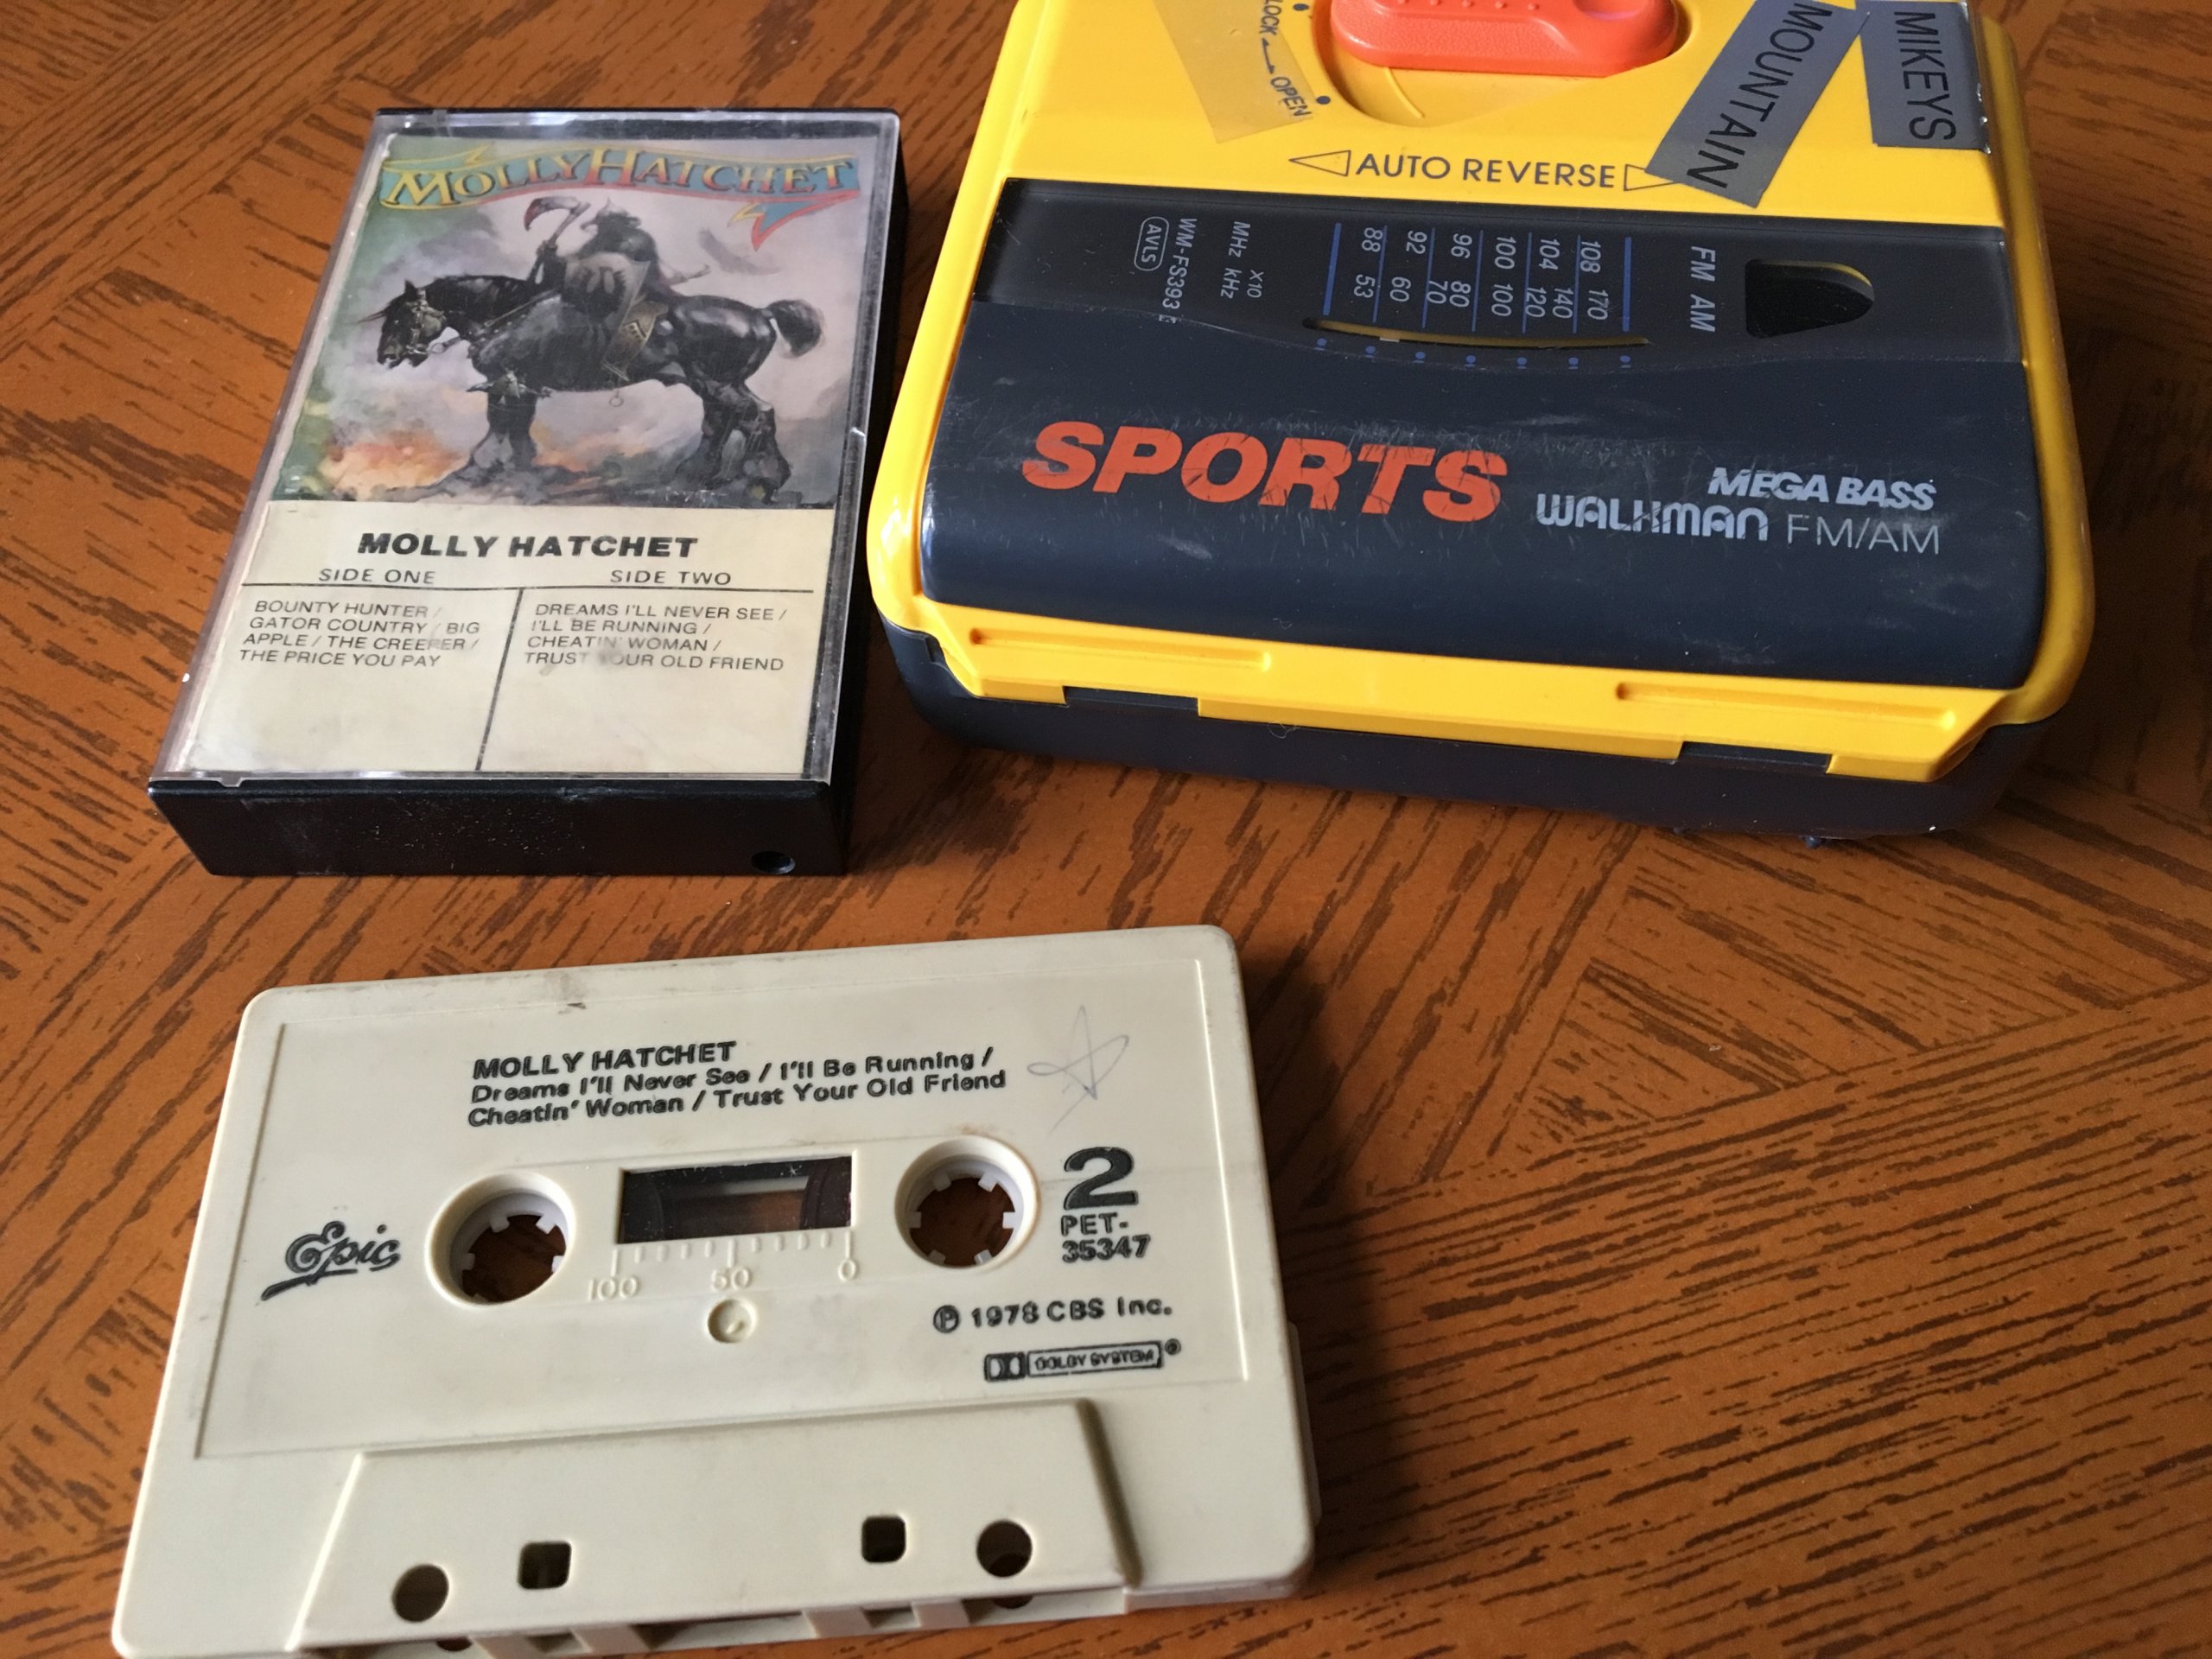 MOLLY HATCHET
MOLLY HATCHET
SIDE ONE
BOUNTY HUNTER /
GATOR COUNTRY / BIG
APPLE / THE CREEPER /
THE PRICE YOU PAY
SIDE TWO
DREAMS I'LL NEVER SEE /
I'LL BE RUNNING /
CHEATIN' WOMAN /
TRUST YOUR OLD FRIEND
LOCK OPEN
MIKEYS
MOUNTAIN
AUTO REVERSE
FM AM
108 170
104 140
120
100 100
96 80
70
92 60
88 53
MHz kHz
X10
WM-FS393
AVLS
SPORTS
MEGA BASS
WALKMAN FM/AM
MOLLY HATCHET
Dreams I'll Never See / I'll Be Running /
Cheatin' Woman / Trust Your Old Friend
Epic
100 50 0
2
PET-
35347
℗ 1978 CBS Inc.
DOLBY SYSTEM ®